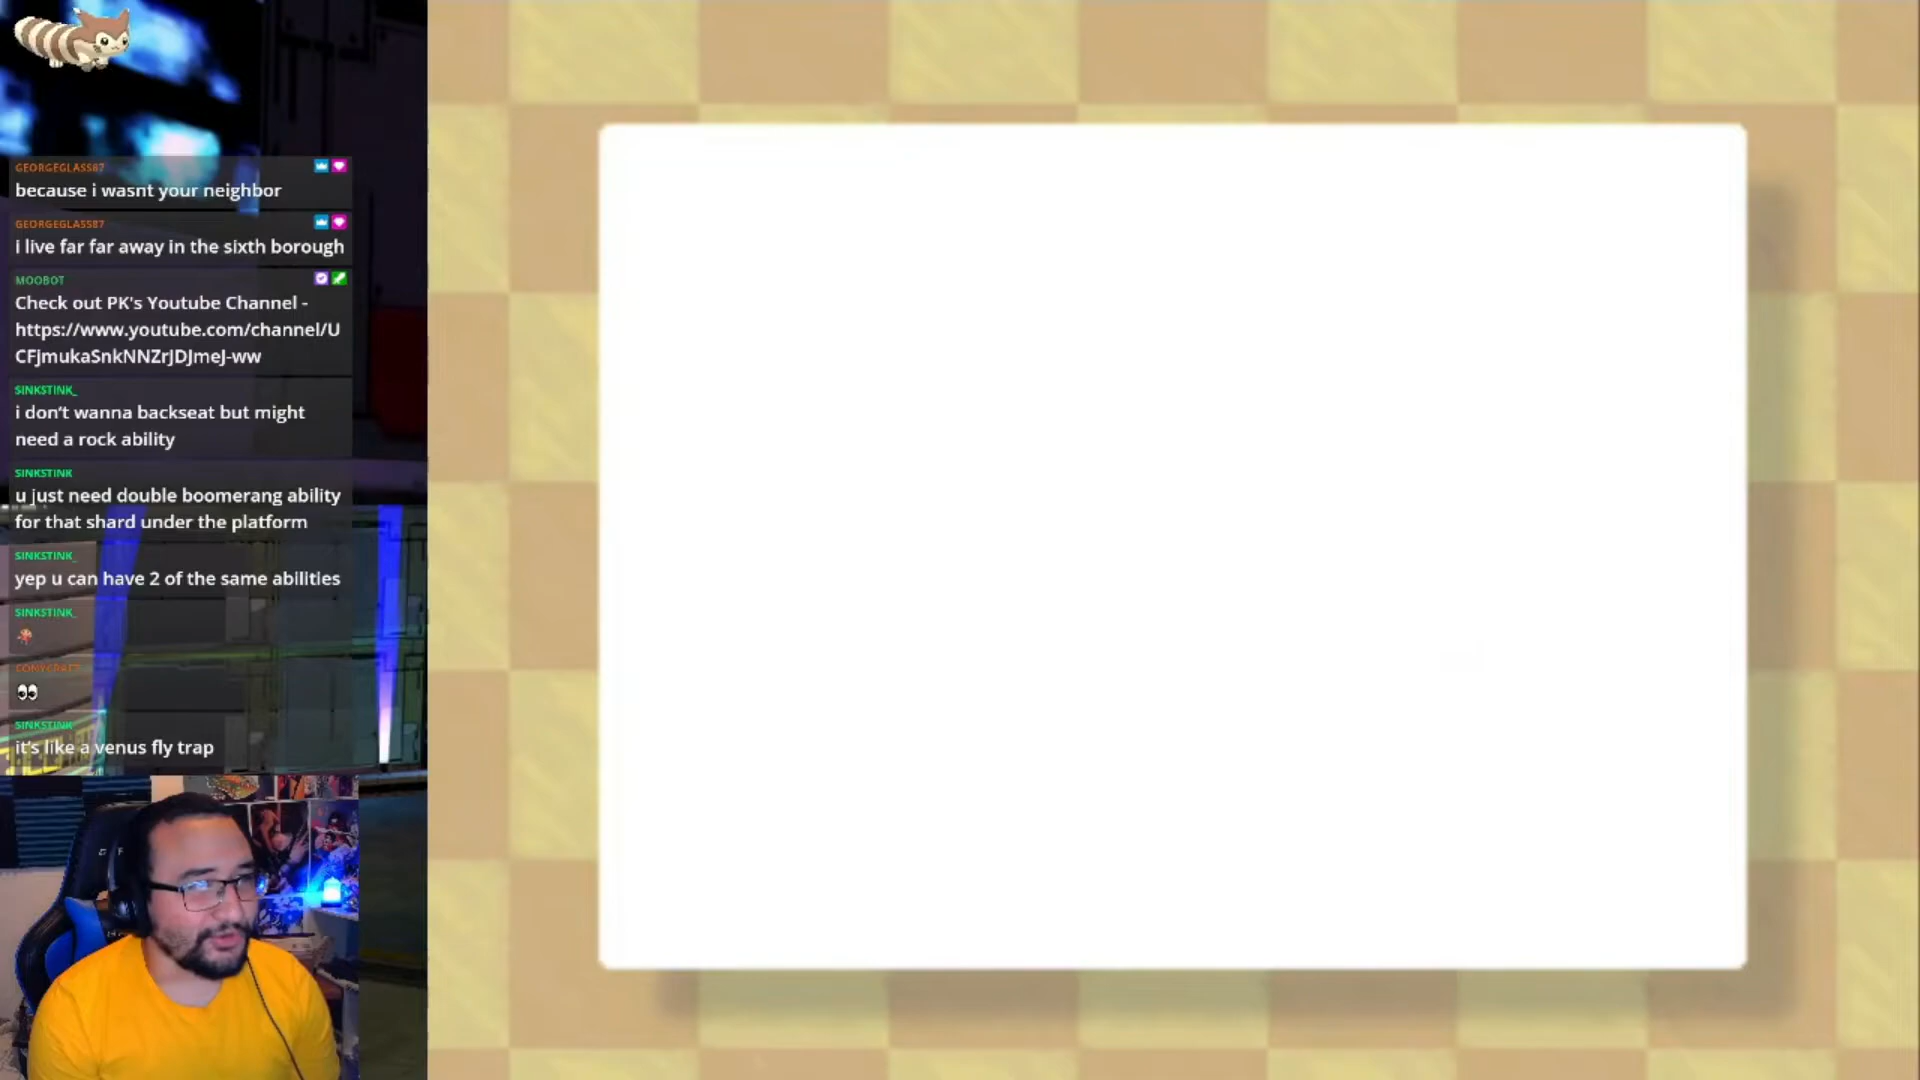 GEORGEGLASS87
because i wasnt your neighbor
GEORGEGLASS87
i live far far away in the sixth borough
MOOBOT
Check out PK's Youtube Channel -
https://www.youtube.com/channel/U
CFJmukaSnkNNZrJDJmeJ-ww
SINKSTINK_
i don't wanna backseat but might
need a rock ability
SINKSTINK
u just need double boomerang ability
for that shard under the platform
SINKSTINK_
yep u can have 2 of the same abilities
SINKSTINK_
SINKSTINK
it's like a venus fly trap